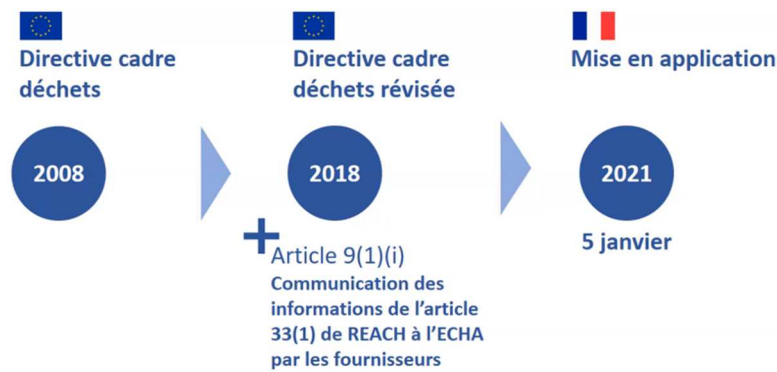 Directive cadre
déchets
2008
Directive cadre
déchets révisée
2018
+
Article 9(1)(i)
Communication des
informations de l’article
33(1) de REACH à l’ECHA
par les fournisseurs
Mise en application
2021
5 janvier